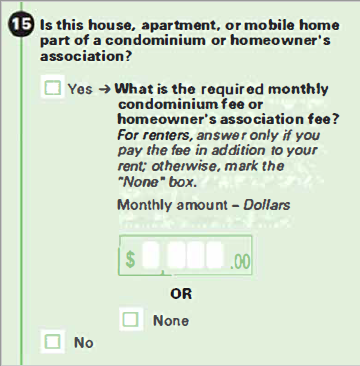 15 Is this house, apartment, or mobile home
part of a condominium or homeowner's
association?
Yes → What is the required monthly
condominium fee or
homeowner's association fee?
For renters, answer only if you
pay the fee in addition to your
rent; otherwise, mark the
"None" box.
Monthly amount – Dollars
$ .00
OR
None
No